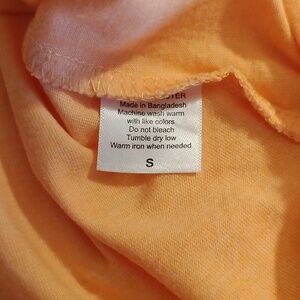 Made in Bangladesh
Machine wash warm
with like colors
Do not bleach
Tumble dry low
Warm iron when needed
S